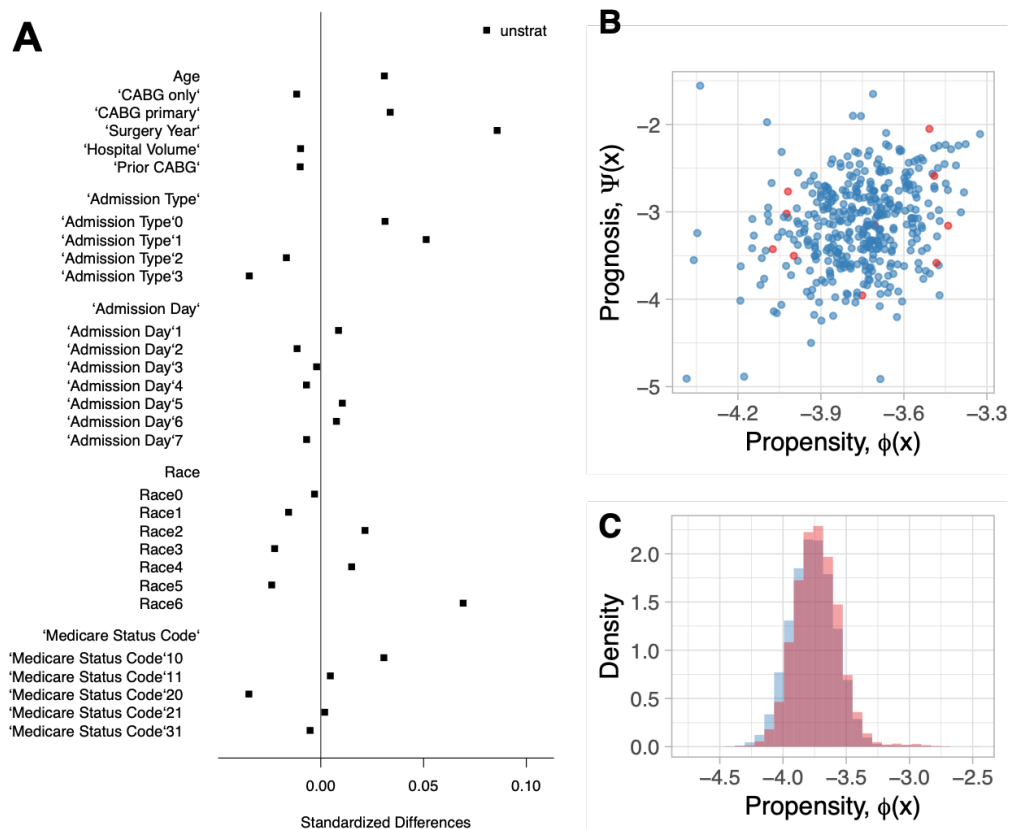 A
unstrat
Age
‘CABG only‘
‘CABG primary‘
‘Surgery Year‘
‘Hospital Volume‘
‘Prior CABG‘
‘Admission Type‘
‘Admission Type‘0
‘Admission Type‘1
‘Admission Type‘2
‘Admission Type‘3
‘Admission Day‘
‘Admission Day‘1
‘Admission Day‘2
‘Admission Day‘3
‘Admission Day‘4
‘Admission Day‘5
‘Admission Day‘6
‘Admission Day‘7
Race
Race0
Race1
Race2
Race3
Race4
Race5
Race6
‘Medicare Status Code‘
‘Medicare Status Code‘10
‘Medicare Status Code‘11
‘Medicare Status Code‘20
‘Medicare Status Code‘21
‘Medicare Status Code‘31
0.00 0.05 0.10
Standardized Differences
B
Prognosis, Ψ(x)
−2
−3
−4
−5
−4.2 −3.9 −3.6 −3.3
Propensity, ϕ(x)
C
Density
2.0
1.5
1.0
0.5
0.0
−4.5 −4.0 −3.5 −3.0 −2.5
Propensity, ϕ(x)